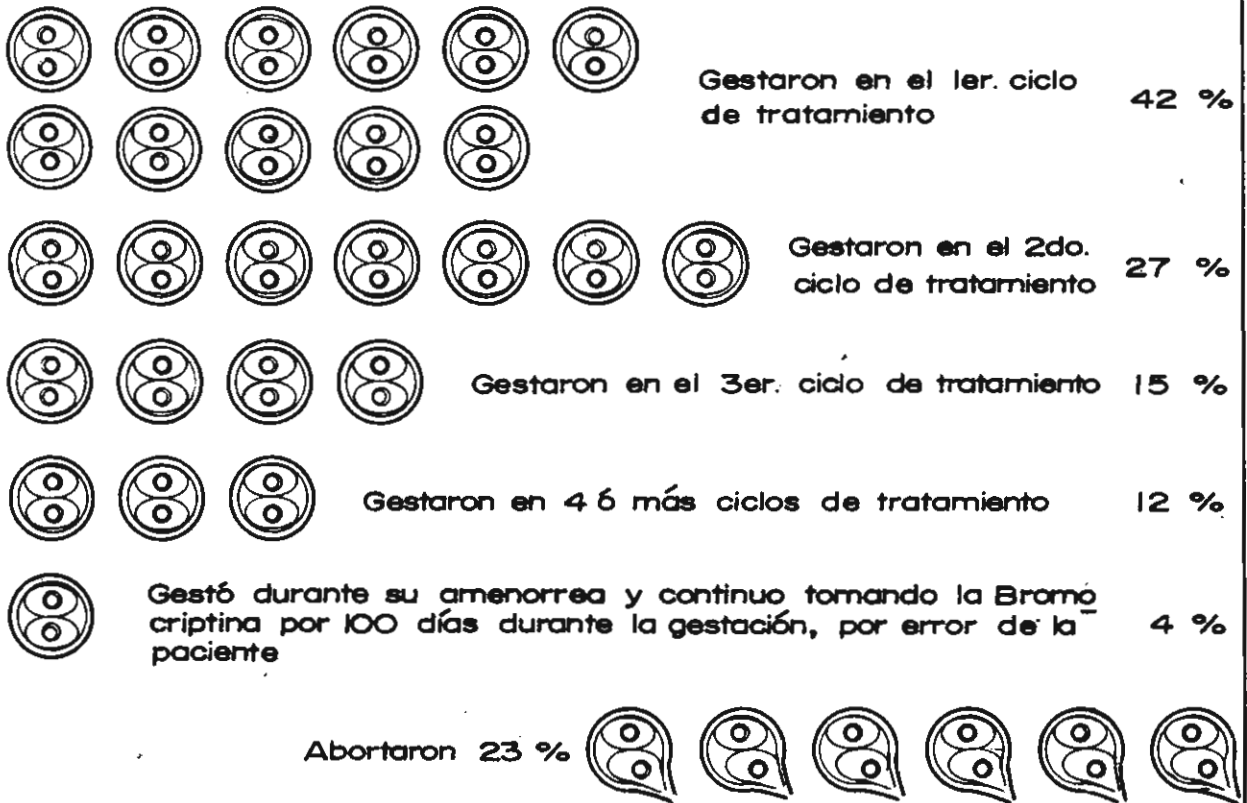 Gestaron en el 1er. ciclo
de tratamiento
42 %
Gestaron en el 2do.
ciclo de tratamiento
27 %
Gestaron en el 3er. ciclo de tratamiento 15 %
Gestaron en 4 ó más ciclos de tratamiento 12 %
Gestó durante su amenorrea y continuo tomando la Bromo
criptina por 100 días durante la gestación, por error de la
paciente
4 %
Abortaron 23 %